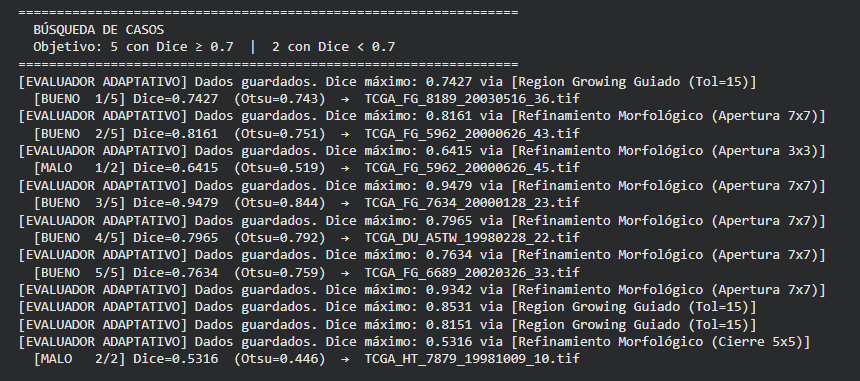 ==============================================================
BÚSQUEDA DE CASOS
Objetivo: 5 con Dice ≥ 0.7 | 2 con Dice < 0.7
==============================================================
[EVALUADOR ADAPTATIVO] Dados guardados. Dice máximo: 0.7427 via [Region Growing Guiado (Tol=15)]
[BUENO 1/5] Dice=0.7427 (Otsu=0.743) → TCGA_FG_8189_20030516_36.tif
[EVALUADOR ADAPTATIVO] Dados guardados. Dice máximo: 0.8161 via [Refinamiento Morfológico (Apertura 7x7)]
[BUENO 2/5] Dice=0.8161 (Otsu=0.751) → TCGA_FG_5962_20000626_43.tif
[EVALUADOR ADAPTATIVO] Dados guardados. Dice máximo: 0.6415 via [Refinamiento Morfológico (Apertura 3x3)]
[MALO 1/2] Dice=0.6415 (Otsu=0.519) → TCGA_FG_5962_20000626_45.tif
[EVALUADOR ADAPTATIVO] Dados guardados. Dice máximo: 0.9479 via [Refinamiento Morfológico (Apertura 7x7)]
[BUENO 3/5] Dice=0.9479 (Otsu=0.844) → TCGA_FG_7634_20000128_23.tif
[EVALUADOR ADAPTATIVO] Dados guardados. Dice máximo: 0.7965 via [Refinamiento Morfológico (Apertura 7x7)]
[BUENO 4/5] Dice=0.7965 (Otsu=0.792) → TCGA_DU_A5TW_19980228_22.tif
[EVALUADOR ADAPTATIVO] Dados guardados. Dice máximo: 0.7634 via [Refinamiento Morfológico (Apertura 7x7)]
[BUENO 5/5] Dice=0.7634 (Otsu=0.759) → TCGA_FG_6689_20020326_33.tif
[EVALUADOR ADAPTATIVO] Dados guardados. Dice máximo: 0.9342 via [Refinamiento Morfológico (Apertura 7x7)]
[EVALUADOR ADAPTATIVO] Dados guardados. Dice máximo: 0.8531 via [Region Growing Guiado (Tol=15)]
[EVALUADOR ADAPTATIVO] Dados guardados. Dice máximo: 0.8151 via [Region Growing Guiado (Tol=15)]
[EVALUADOR ADAPTATIVO] Dados guardados. Dice máximo: 0.5316 via [Refinamiento Morfológico (Cierre 5x5)]
[MALO 2/2] Dice=0.5316 (Otsu=0.446) → TCGA_HT_7879_19981009_10.tif